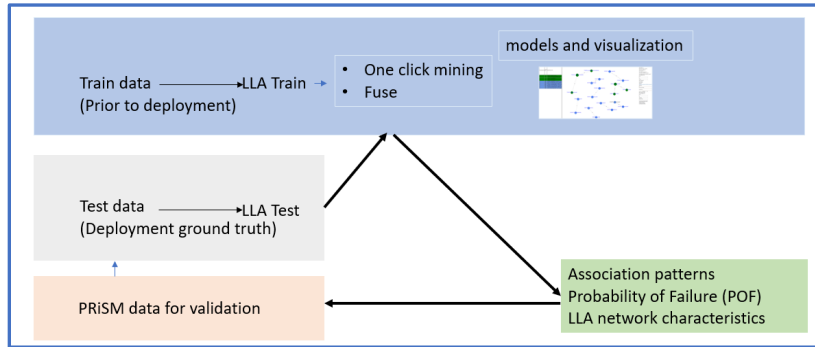 models and visualization
• One click mining
• Fuse
Train data
LLA Train
(Prior to deployment)
Test data
LLA Test
(Deployment ground truth)
Association patterns
Probability of Failure (POF)
LLA network characteristics
PRiSM data for validation